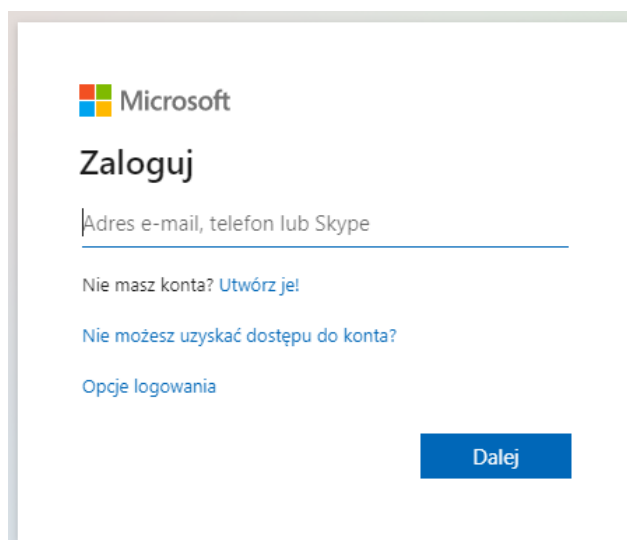 Microsoft
Zaloguj
Adres e-mail, telefon lub Skype
Nie masz konta? Utwórz je!
Nie możesz uzyskać dostępu do konta?
Opcje logowania
Dalej